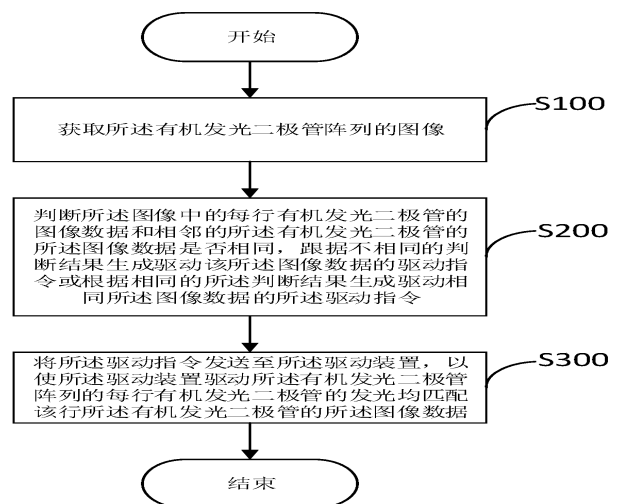 开始
获取所述有机发光二极管阵列的图像
S100
判断所述图像中的每行有机发光二极管的
图像数据和相邻的所述有机发光二极管的
所述图像数据是否相同，跟据不相同的判
断结果生成驱动该所述图像数据的驱动指
令或根据相同的所述判断结果生成驱动相
同所述图像数据的所述驱动指令
S200
将所述驱动指令发送至所述驱动装置，以
使所述驱动装置驱动所述有机发光二极管
阵列的每行有机发光二极管的发光均匹配
该行所述有机发光二极管的所述图像数据
S300
结束